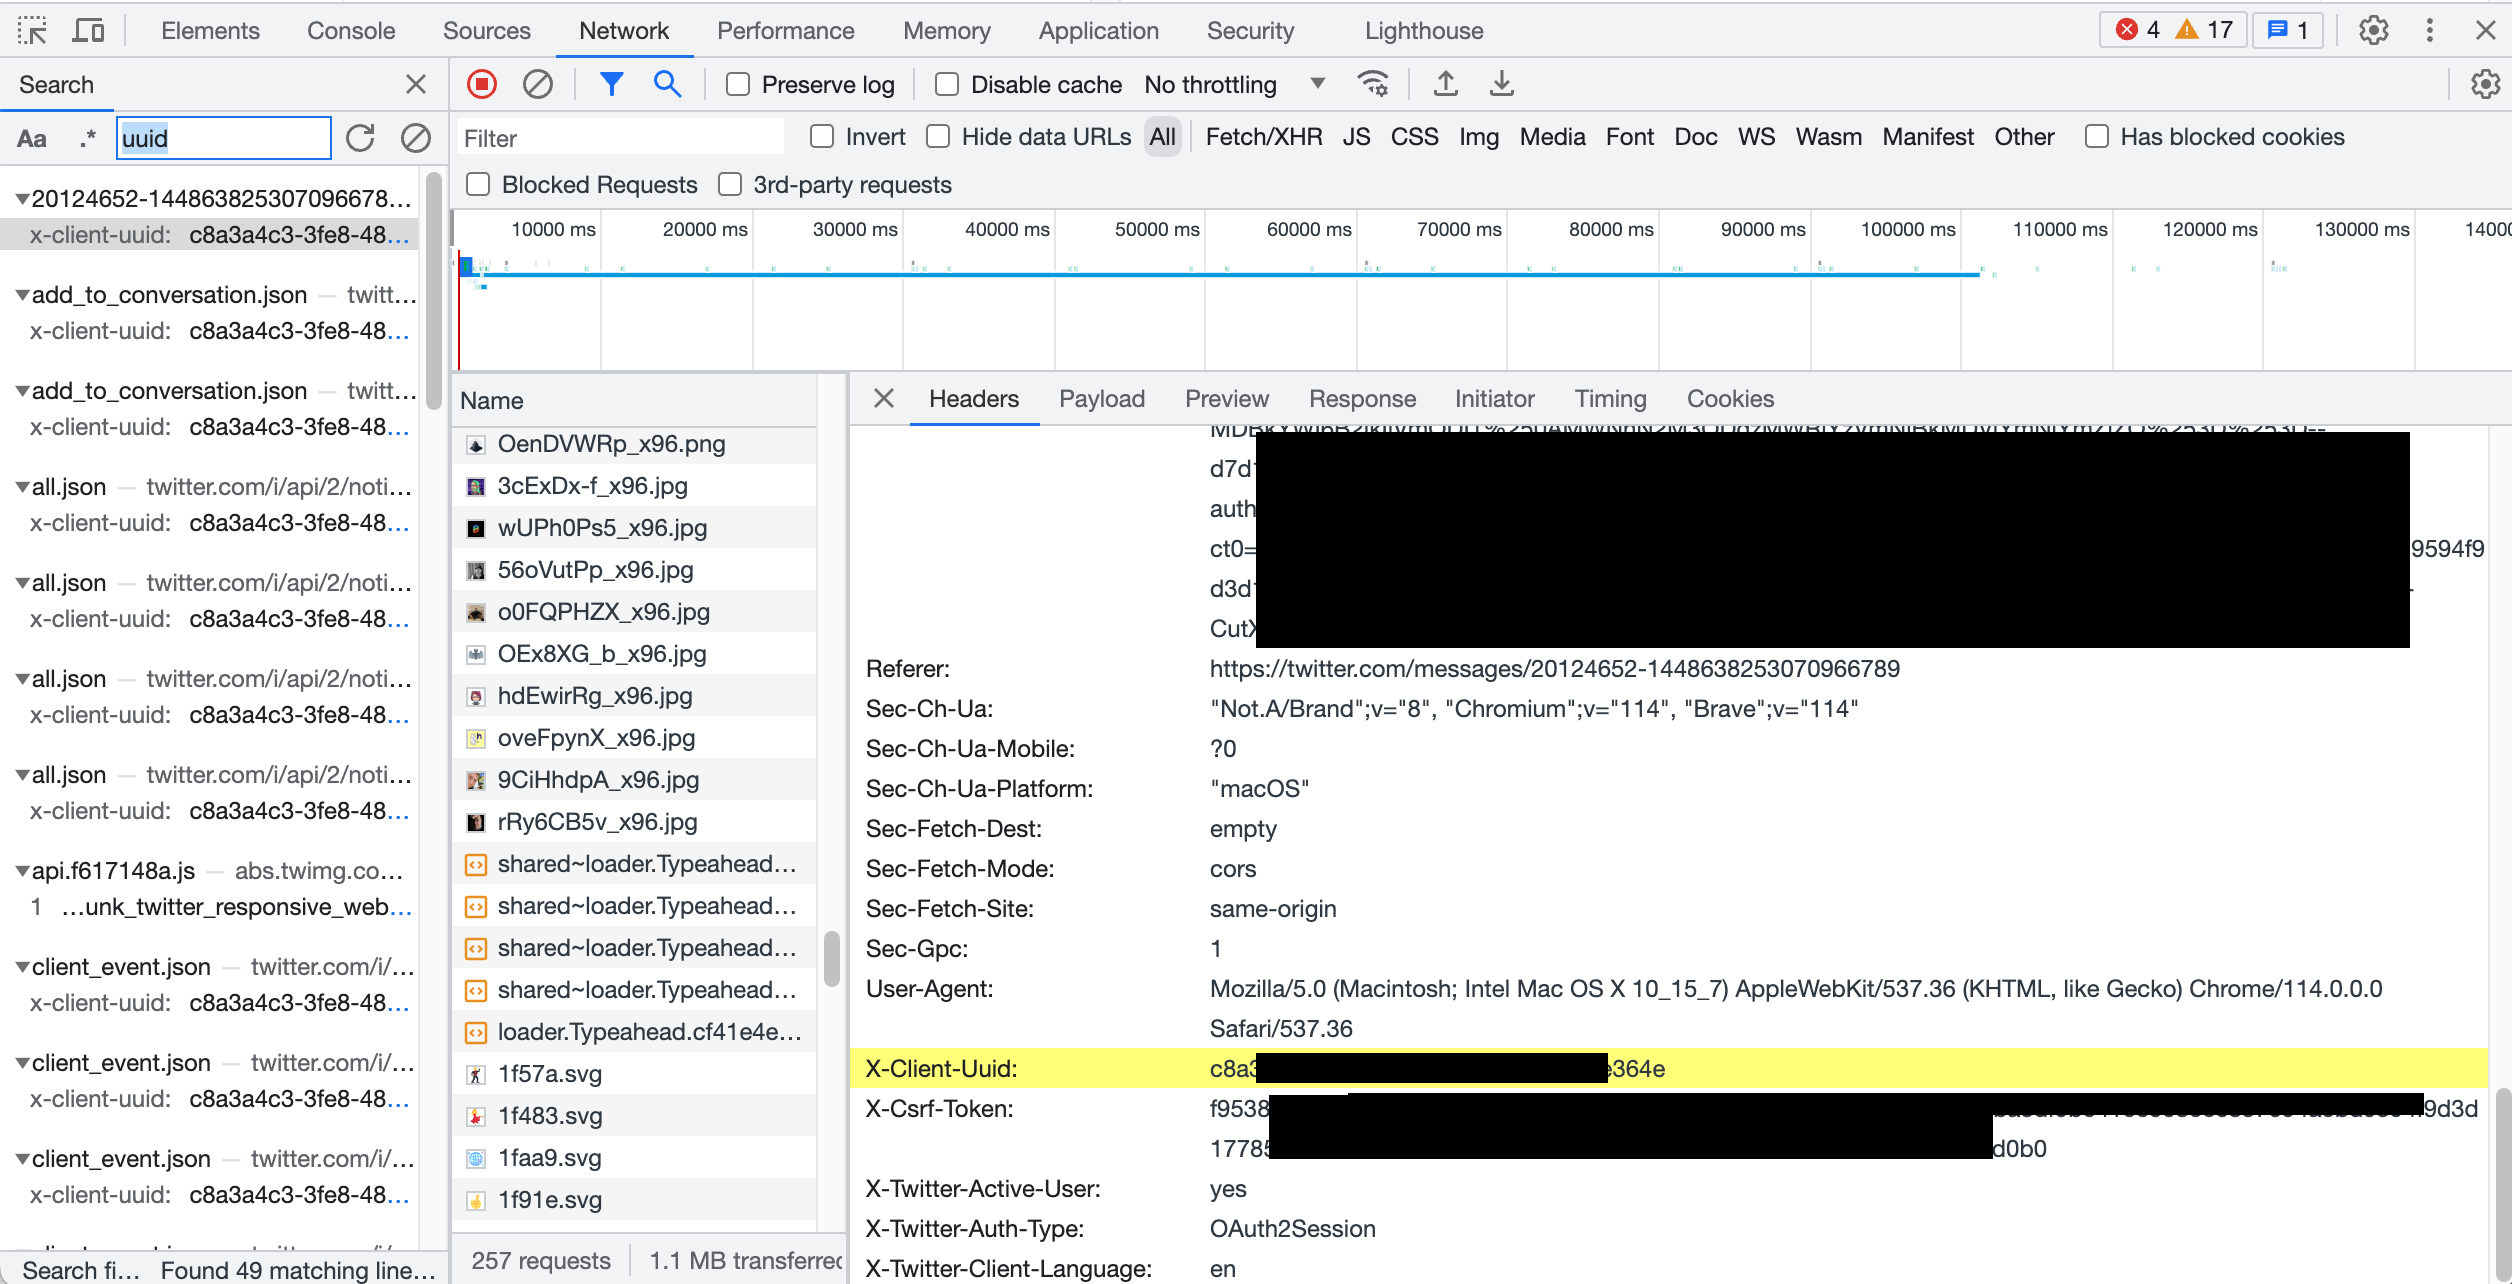 Elements Console Sources Network Performance Memory Application Security Lighthouse 4 17 1
Search
Preserve log Disable cache No throttling
Aa .* uuid
Filter Invert Hide data URLs All Fetch/XHR JS CSS Img Media Font Doc WS Wasm Manifest Other Has blocked cookies
Blocked Requests 3rd-party requests
10000 ms 20000 ms 30000 ms 40000 ms 50000 ms 60000 ms 70000 ms 80000 ms 90000 ms 100000 ms 110000 ms 120000 ms 130000 ms 1400
20124652-144863825307096678…
x-client-uuid: c8a3a4c3-3fe8-48…
add_to_conversation.json — twitt…
x-client-uuid: c8a3a4c3-3fe8-48…
add_to_conversation.json — twitt…
x-client-uuid: c8a3a4c3-3fe8-48…
all.json — twitter.com/i/api/2/noti…
x-client-uuid: c8a3a4c3-3fe8-48…
all.json — twitter.com/i/api/2/noti…
x-client-uuid: c8a3a4c3-3fe8-48…
all.json — twitter.com/i/api/2/noti…
x-client-uuid: c8a3a4c3-3fe8-48…
all.json — twitter.com/i/api/2/noti…
x-client-uuid: c8a3a4c3-3fe8-48…
api.f617148a.js — abs.twimg.co…
1 …unk_twitter_responsive_web…
client_event.json — twitter.com/i/…
x-client-uuid: c8a3a4c3-3fe8-48…
client_event.json — twitter.com/i/…
x-client-uuid: c8a3a4c3-3fe8-48…
client_event.json — twitter.com/i/…
x-client-uuid: c8a3a4c3-3fe8-48…
Search fi… Found 49 matching line…
Name
OenDVWRp_x96.png
3cExDx-f_x96.jpg
wUPh0Ps5_x96.jpg
56oVutPp_x96.jpg
o0FQPHZX_x96.jpg
OEx8XG_b_x96.jpg
hdEwirRg_x96.jpg
oveFpynX_x96.jpg
9CiHhdpA_x96.jpg
rRy6CB5v_x96.jpg
shared~loader.Typeahead…
shared~loader.Typeahead…
shared~loader.Typeahead…
shared~loader.Typeahead…
loader.Typeahead.cf41e4e…
1f57a.svg
1f483.svg
1faa9.svg
1f91e.svg
257 requests 1.1 MB transferred
Headers Payload Preview Response Initiator Timing Cookies
d7d
auth
ct0= 9594f9
d3d
Cut
Referer: https://twitter.com/messages/20124652-1448638253070966789
Sec-Ch-Ua: "Not.A/Brand";v="8", "Chromium";v="114", "Brave";v="114"
Sec-Ch-Ua-Mobile: ?0
Sec-Ch-Ua-Platform: "macOS"
Sec-Fetch-Dest: empty
Sec-Fetch-Mode: cors
Sec-Fetch-Site: same-origin
Sec-Gpc: 1
User-Agent: Mozilla/5.0 (Macintosh; Intel Mac OS X 10_15_7) AppleWebKit/537.36 (KHTML, like Gecko) Chrome/114.0.0.0
Safari/537.36
X-Client-Uuid: c8a3 e364e
X-Csrf-Token: f9538 9d3d
1778 d0b0
X-Twitter-Active-User: yes
X-Twitter-Auth-Type: OAuth2Session
X-Twitter-Client-Language: en